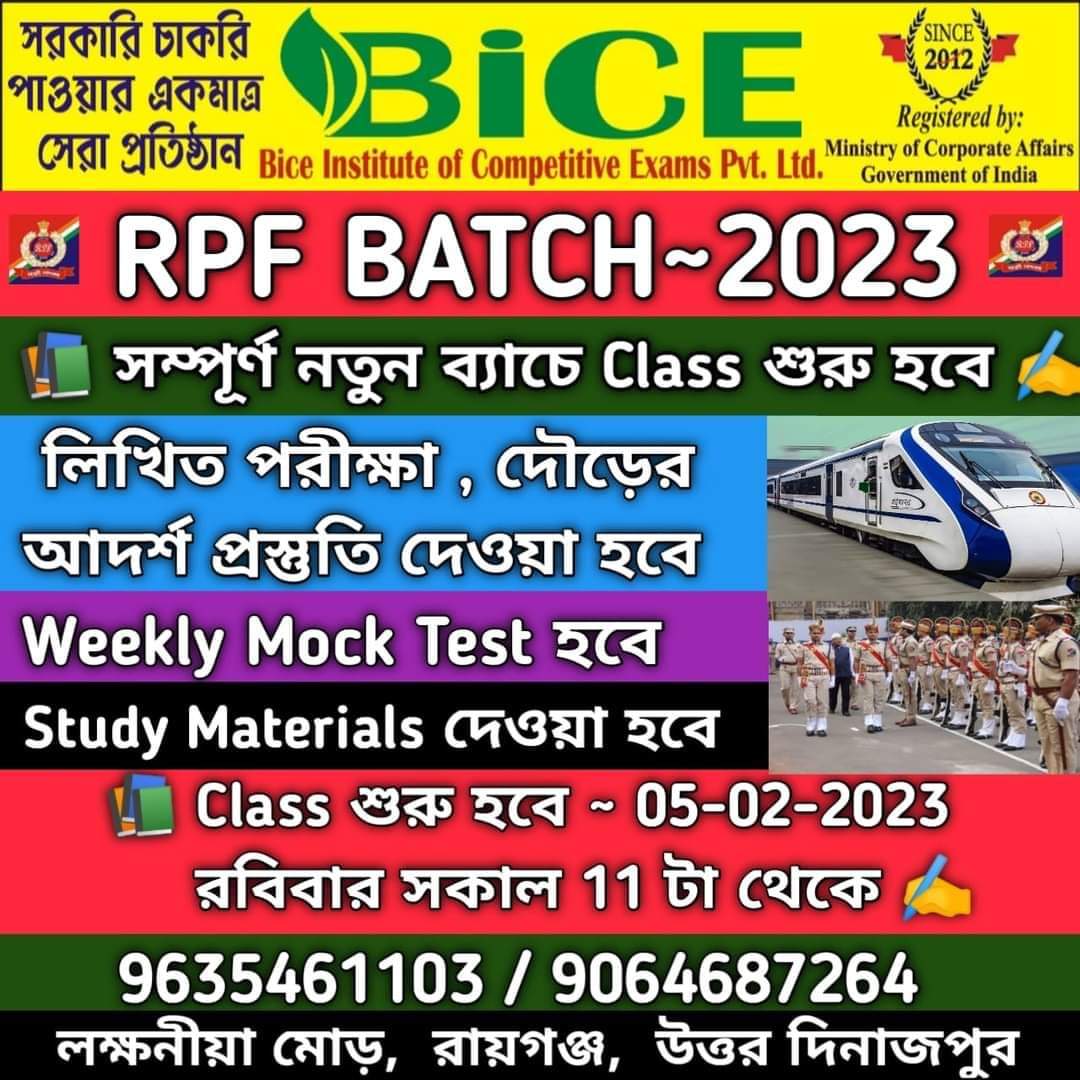 সরকারি চাকরি
পাওয়ার একমাত্র
সেরা প্রতিষ্ঠান
BiCE
Bice Institute of Competitive Exams Pvt. Ltd.
SINCE
2012
Registered by:
Ministry of Corporate Affairs
Government of India
RPF BATCH~2023
সম্পূর্ণ নতুন ব্যাচে Class শুরু হবে
লিখিত পরীক্ষা , দৌড়ের
আদর্শ প্রস্তুতি দেওয়া হবে
Weekly Mock Test হবে
Study Materials দেওয়া হবে
Class শুরু হবে ~ 05-02-2023
রবিবার সকাল 11 টা থেকে
9635461103 / 9064687264
লক্ষনীয়া মোড়, রায়গঞ্জ, উত্তর দিনাজপুর